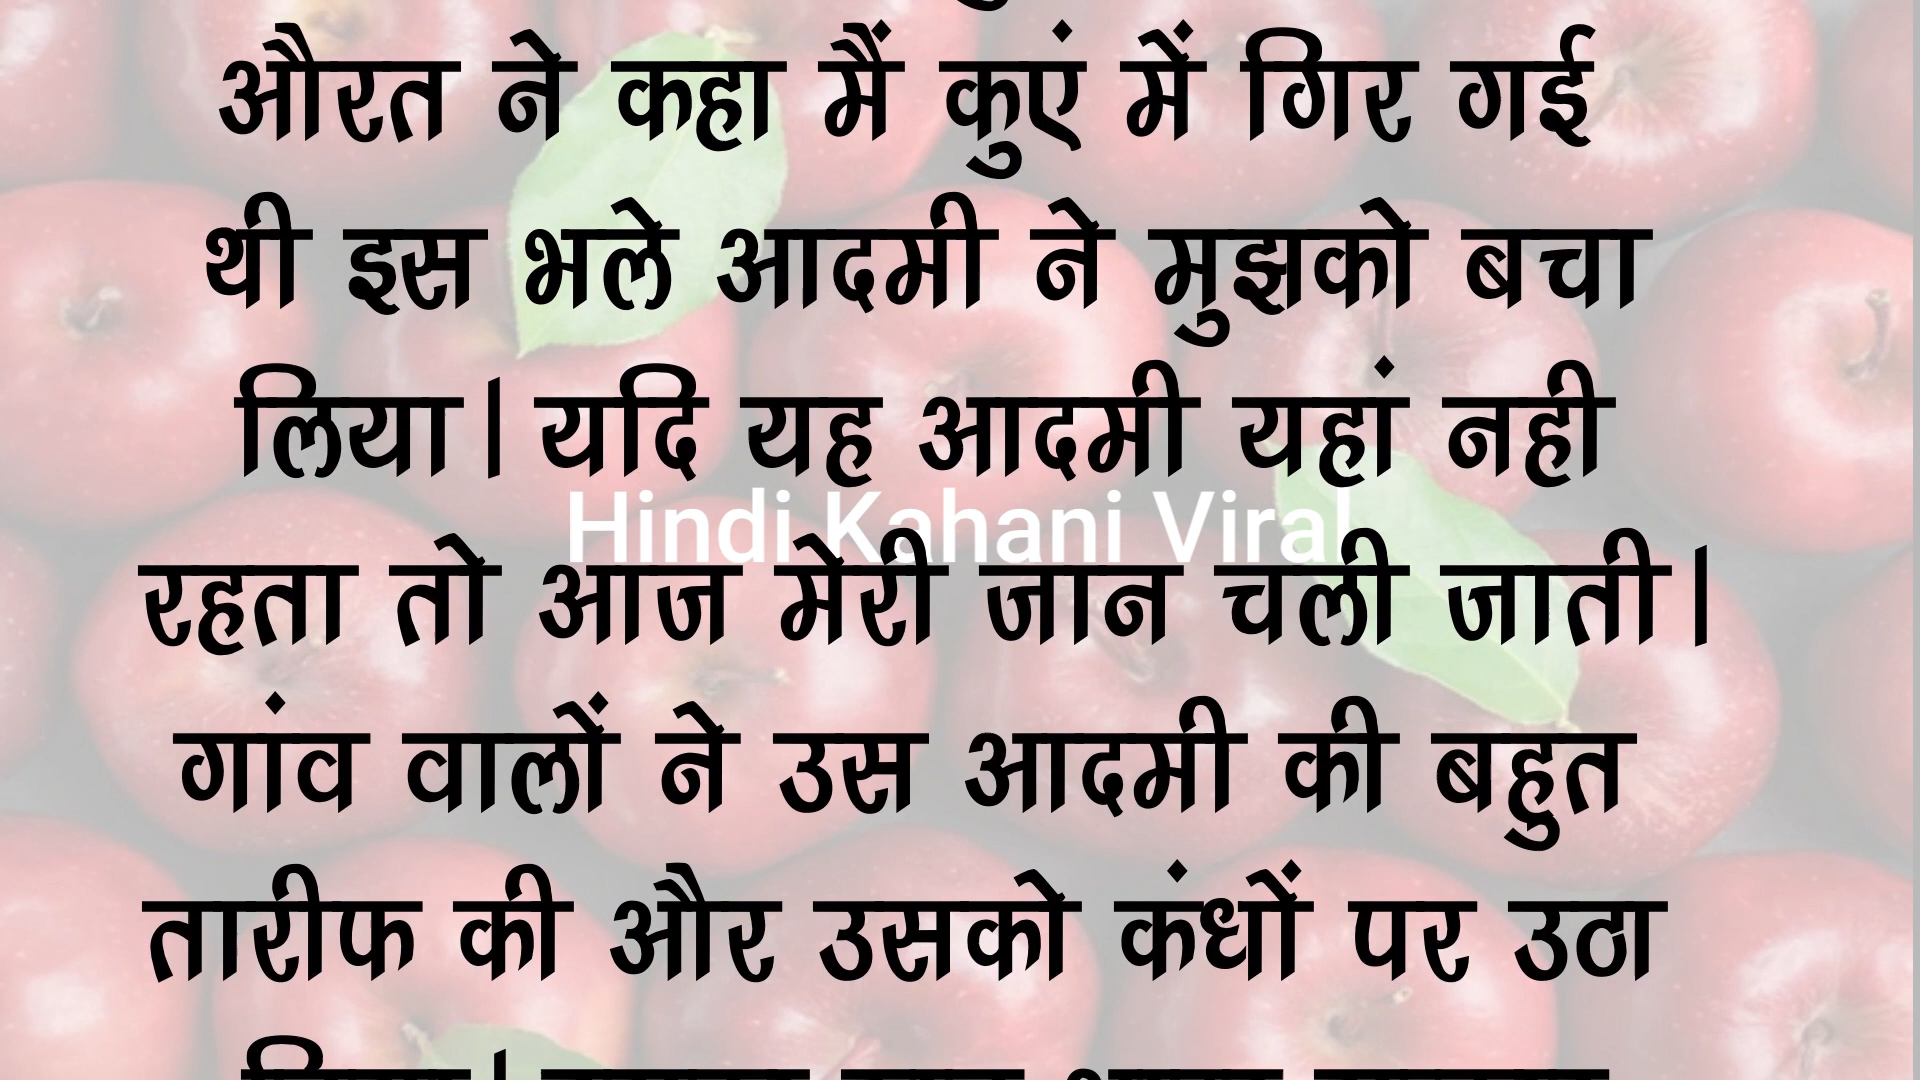 औरत ने कहा मैं कुएं में गिर गई
थी इस भले आदमी ने मुझको बचा
लिया। यदि यह आदमी यहां नही
Hindi Kahani Viral
रहता तो आज मेरी जान चली जाती।
गांव वालों ने उस आदमी की बहुत
तारीफ की और उसको कंधों पर उठा